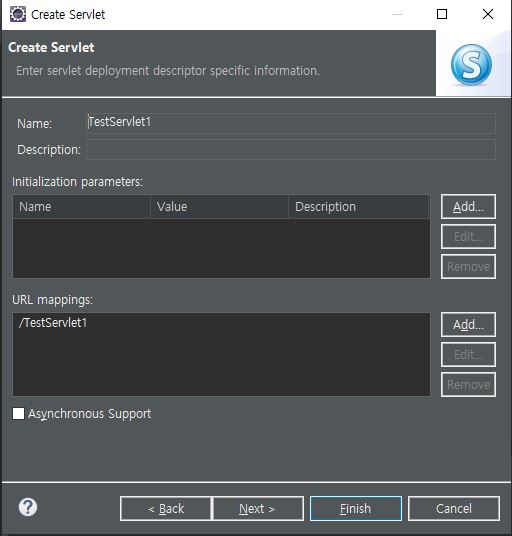 Create Servlet
Create Servlet
Enter servlet deployment descriptor specific information.
S
Name: TestServlet1
Description:
Initialization parameters:
Name Value Description
Add...
Edit...
Remove
URL mappings:
/TestServlet1
Add...
Edit...
Remove
Asynchronous Support
? < Back Next > Finish Cancel